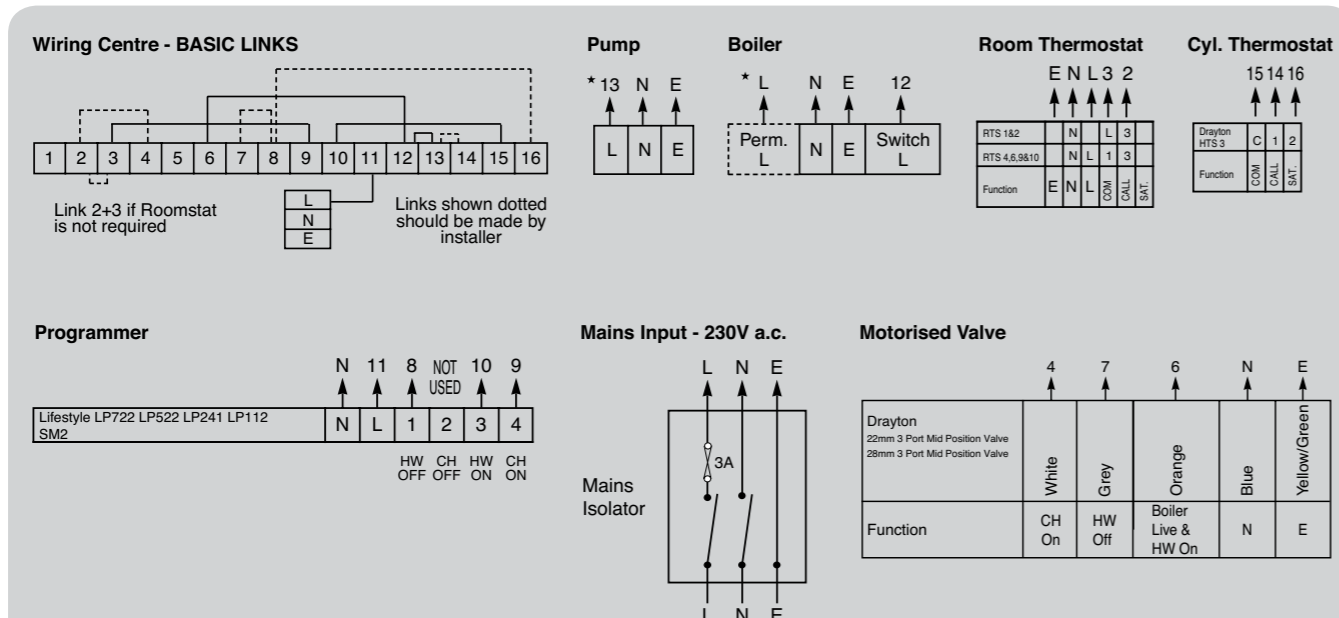 Wiring Centre - BASIC LINKS
1 2 3 4 5 6 7 8 9 10 11 12 13 14 15 16
Link 2+3 if Roomstat
is not required
L
N
E
Links shown dotted
should be made by
installer
Pump
★ 13 N E
L N E
Boiler
★ L N E 12
Perm.
L
N E
Switch
L
Room Thermostat
E N L 3 2
RTS 1&2 N L 3
RTS 4,6,9&10 N L 1 3
Function E N L COM CALL SAT.
Cyl. Thermostat
15 14 16
Drayton
HTS 3
C 1 2
Function COM CALL SAT.
Programmer
N 11 8 NOT
USED 10 9
Lifestyle LP722 LP522 LP241 LP112
SM2
N L 1 2 3 4
HW CH HW CH
OFF OFF ON ON
Mains Input - 230V a.c.
L N E
3A
Mains
Isolator
L N E
Motorised Valve
4 7 6 N E
Drayton
22mm 3 Port Mid Position Valve
28mm 3 Port Mid Position Valve
White Grey Orange Blue Yellow/Green
Function
CH
On
HW
Off
Boiler
Live &
HW On
N E